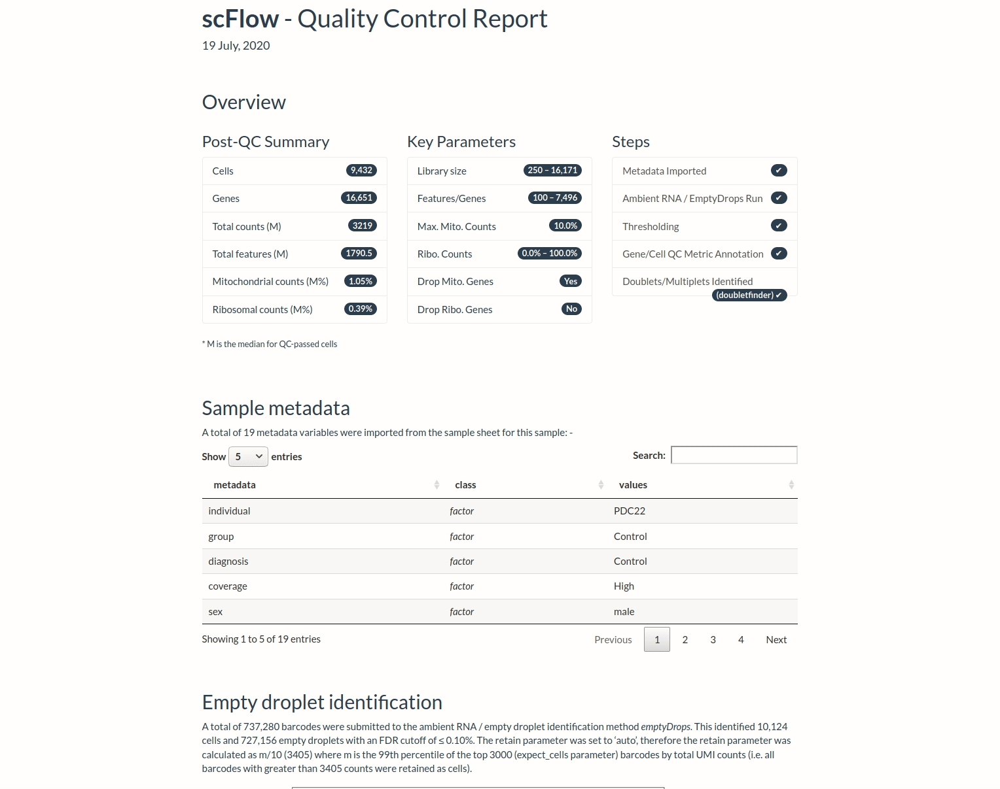 scFlow - Quality Control Report
19 July, 2020
Overview
Post-QC Summary
Cells 9,432
Genes 16,651
Total counts (M) 3219
Total features (M) 1790.5
Mitochondrial counts (M%) 1.05%
Ribosomal counts (M%) 0.39%
* M is the median for QC-passed cells
Key Parameters
Library size 250 – 16,171
Features/Genes 100 – 7,496
Max. Mito. Counts 10.0%
Ribo. Counts 0.0% – 100.0%
Drop Mito. Genes Yes
Drop Ribo. Genes No
Steps
Metadata Imported ✔
Ambient RNA / EmptyDrops Run ✔
Thresholding ✔
Gene/Cell QC Metric Annotation ✔
Doublets/Multiplets Identified
(doubletfinder) ✔
Sample metadata
A total of 19 metadata variables were imported from the sample sheet for this sample: -
Show 5 entries Search:
metadata class values
individual factor PDC22
group factor Control
diagnosis factor Control
coverage factor High
sex factor male
Showing 1 to 5 of 19 entries Previous 1 2 3 4 Next
Empty droplet identification
A total of 737,280 barcodes were submitted to the ambient RNA / empty droplet identification method emptyDrops. This identified 10,124
cells and 727,156 empty droplets with an FDR cutoff of ≤ 0.10%. The retain parameter was set to ‘auto’, therefore the retain parameter was
calculated as m/10 (3405) where m is the 99th percentile of the top 3000 (expect_cells parameter) barcodes by total UMI counts (i.e. all
barcodes with greater than 3405 counts were retained as cells).